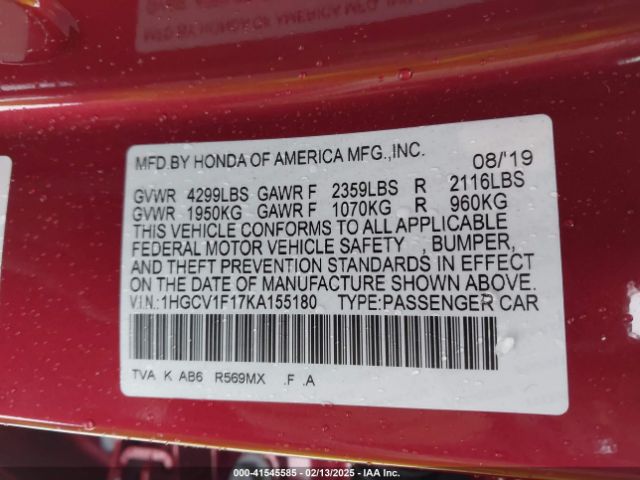 MFD.BY HONDA OF AMERICA MFG.,INC. 08/'19
GVWR 4299LBS GAWR F 2359LBS R 2116LBS
GVWR 1950KG GAWR F 1070KG R 960KG
THIS VEHICLE CONFORMS TO ALL APPLICABLE
FEDERAL MOTOR VEHICLE SAFETY , BUMPER,
AND THEFT PREVENTION STANDARDS IN EFFECT
ON THE DATE OF MANUFACTURE SHOWN ABOVE.
V.I.N.:1HGCV1F17KA155180 TYPE:PASSENGER CAR
TVA K AB6 R569MX .F .A
000-41545585 - 02/13/2025 - IAA Inc.